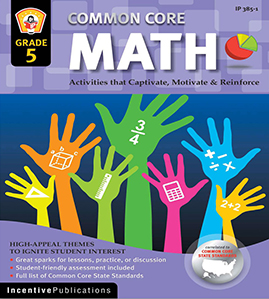 IP 385-1
COMMON CORE
GRADE 5
MATH
Activities that Captivate, Motivate & Reinforce
3/4
+ -
÷ x
2+2
HIGH-APPEAL THEMES
TO IGNITE STUDENT INTEREST
• Great sparks for lessons, practice, or discussion
• Student-friendly assessment included
• Full list of Common Core State Standards
correlated to
COMMON CORE
STATE STANDARDS
IncentivePublications